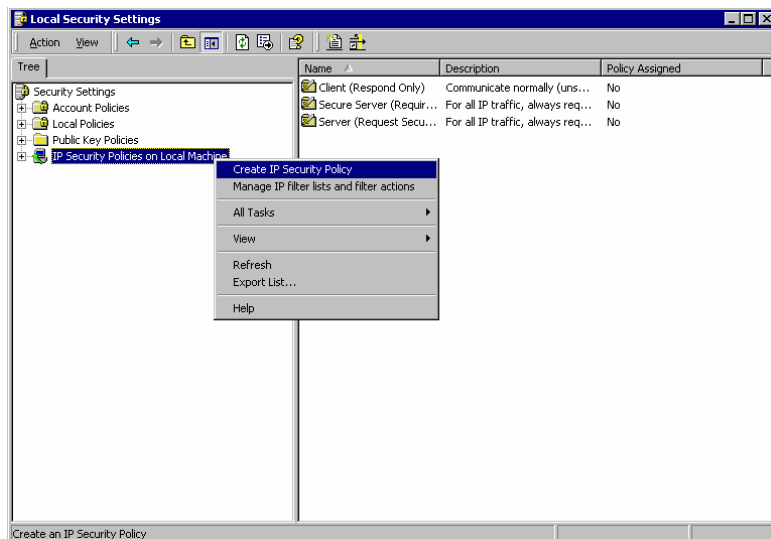 Local Security Settings
Action View
Tree
Name Description Policy Assigned
Security Settings
Account Policies
Local Policies
Public Key Policies
IP Security Policies on Local Machine
Client (Respond Only) Communicate normally (uns... No
Secure Server (Requir... For all IP traffic, always req... No
Server (Request Secu... For all IP traffic, always req... No
Create IP Security Policy
Manage IP filter lists and filter actions
All Tasks
View
Refresh
Export List...
Help
Create an IP Security Policy